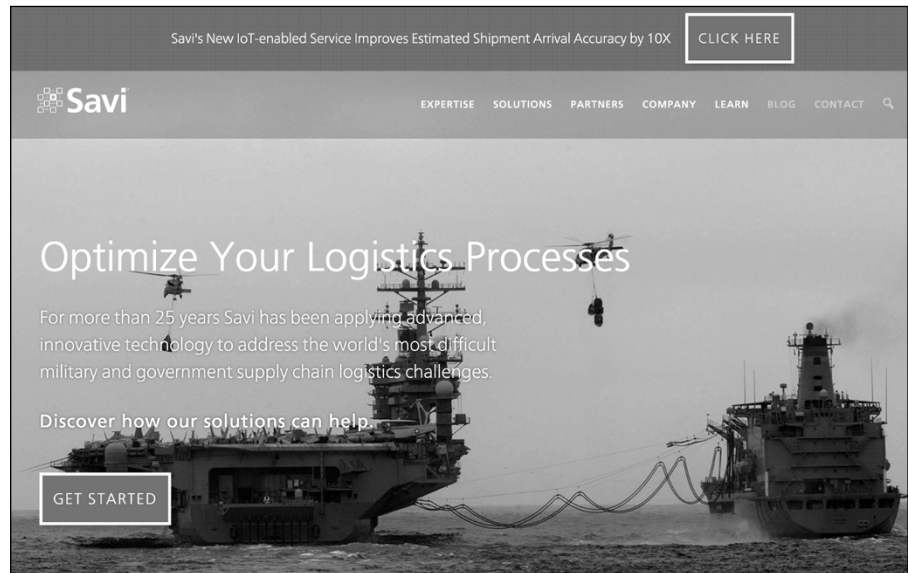 Savi's New IoT-enabled Service Improves Estimated Shipment Arrival Accuracy by 10X
CLICK HERE
Savi
EXPERTISE SOLUTIONS PARTNERS COMPANY LEARN BLOG CONTACT
Optimize Your Logistics Processes
For more than 25 years Savi has been applying advanced,
innovative technology to address the world's most difficult
military and government supply chain logistics challenges.
Discover how our solutions can help.
GET STARTED